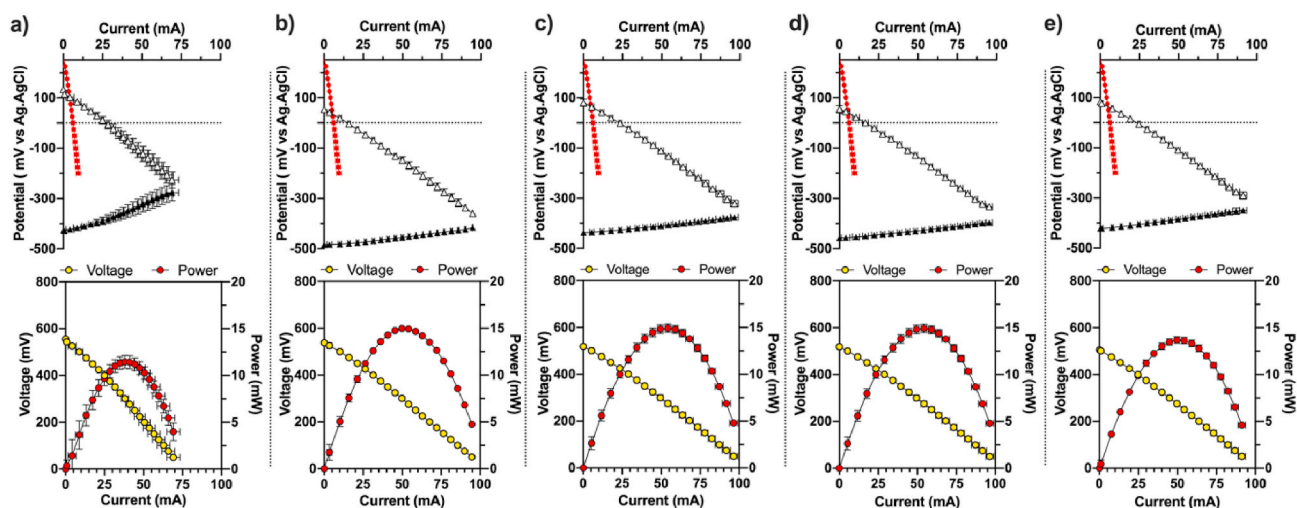 a)
Current (mA)
0 25 50 75 100
Potential ( mV vs Ag.AgCl)
100
-100
-300
-500
Voltage Power
800
600
400
200
0
Voltage (mV)
20
15
10
5
0
Power (mW)
0 25 50 75 100
Current (mA)
b)
Current (mA)
0 25 50 75 100
Potential ( mV vs Ag.AgCl)
100
-100
-300
-500
Voltage Power
800
600
400
200
0
Voltage (mV)
20
15
10
5
0
Power (mW)
0 25 50 75 100
Current (mA)
c)
Current (mA)
0 25 50 75 100
Potential ( mV vs Ag.AgCl)
100
-100
-300
-500
Voltage Power
800
600
400
200
0
Voltage (mV)
20
15
10
5
0
Power (mW)
0 25 50 75 100
Current (mA)
d)
Current (mA)
0 25 50 75 100
Potential ( mV vs Ag.AgCl)
100
-100
-300
-500
Voltage Power
800
600
400
200
0
Voltage (mV)
20
15
10
5
0
Power (mW)
0 25 50 75 100
Current (mA)
e)
Current (mA)
0 25 50 75 100
Potential ( mV vs Ag.AgCl)
100
-100
-300
-500
Voltage Power
800
600
400
200
0
Voltage (mV)
20
15
10
5
0
Power (mW)
0 25 50 75 100
Current (mA)